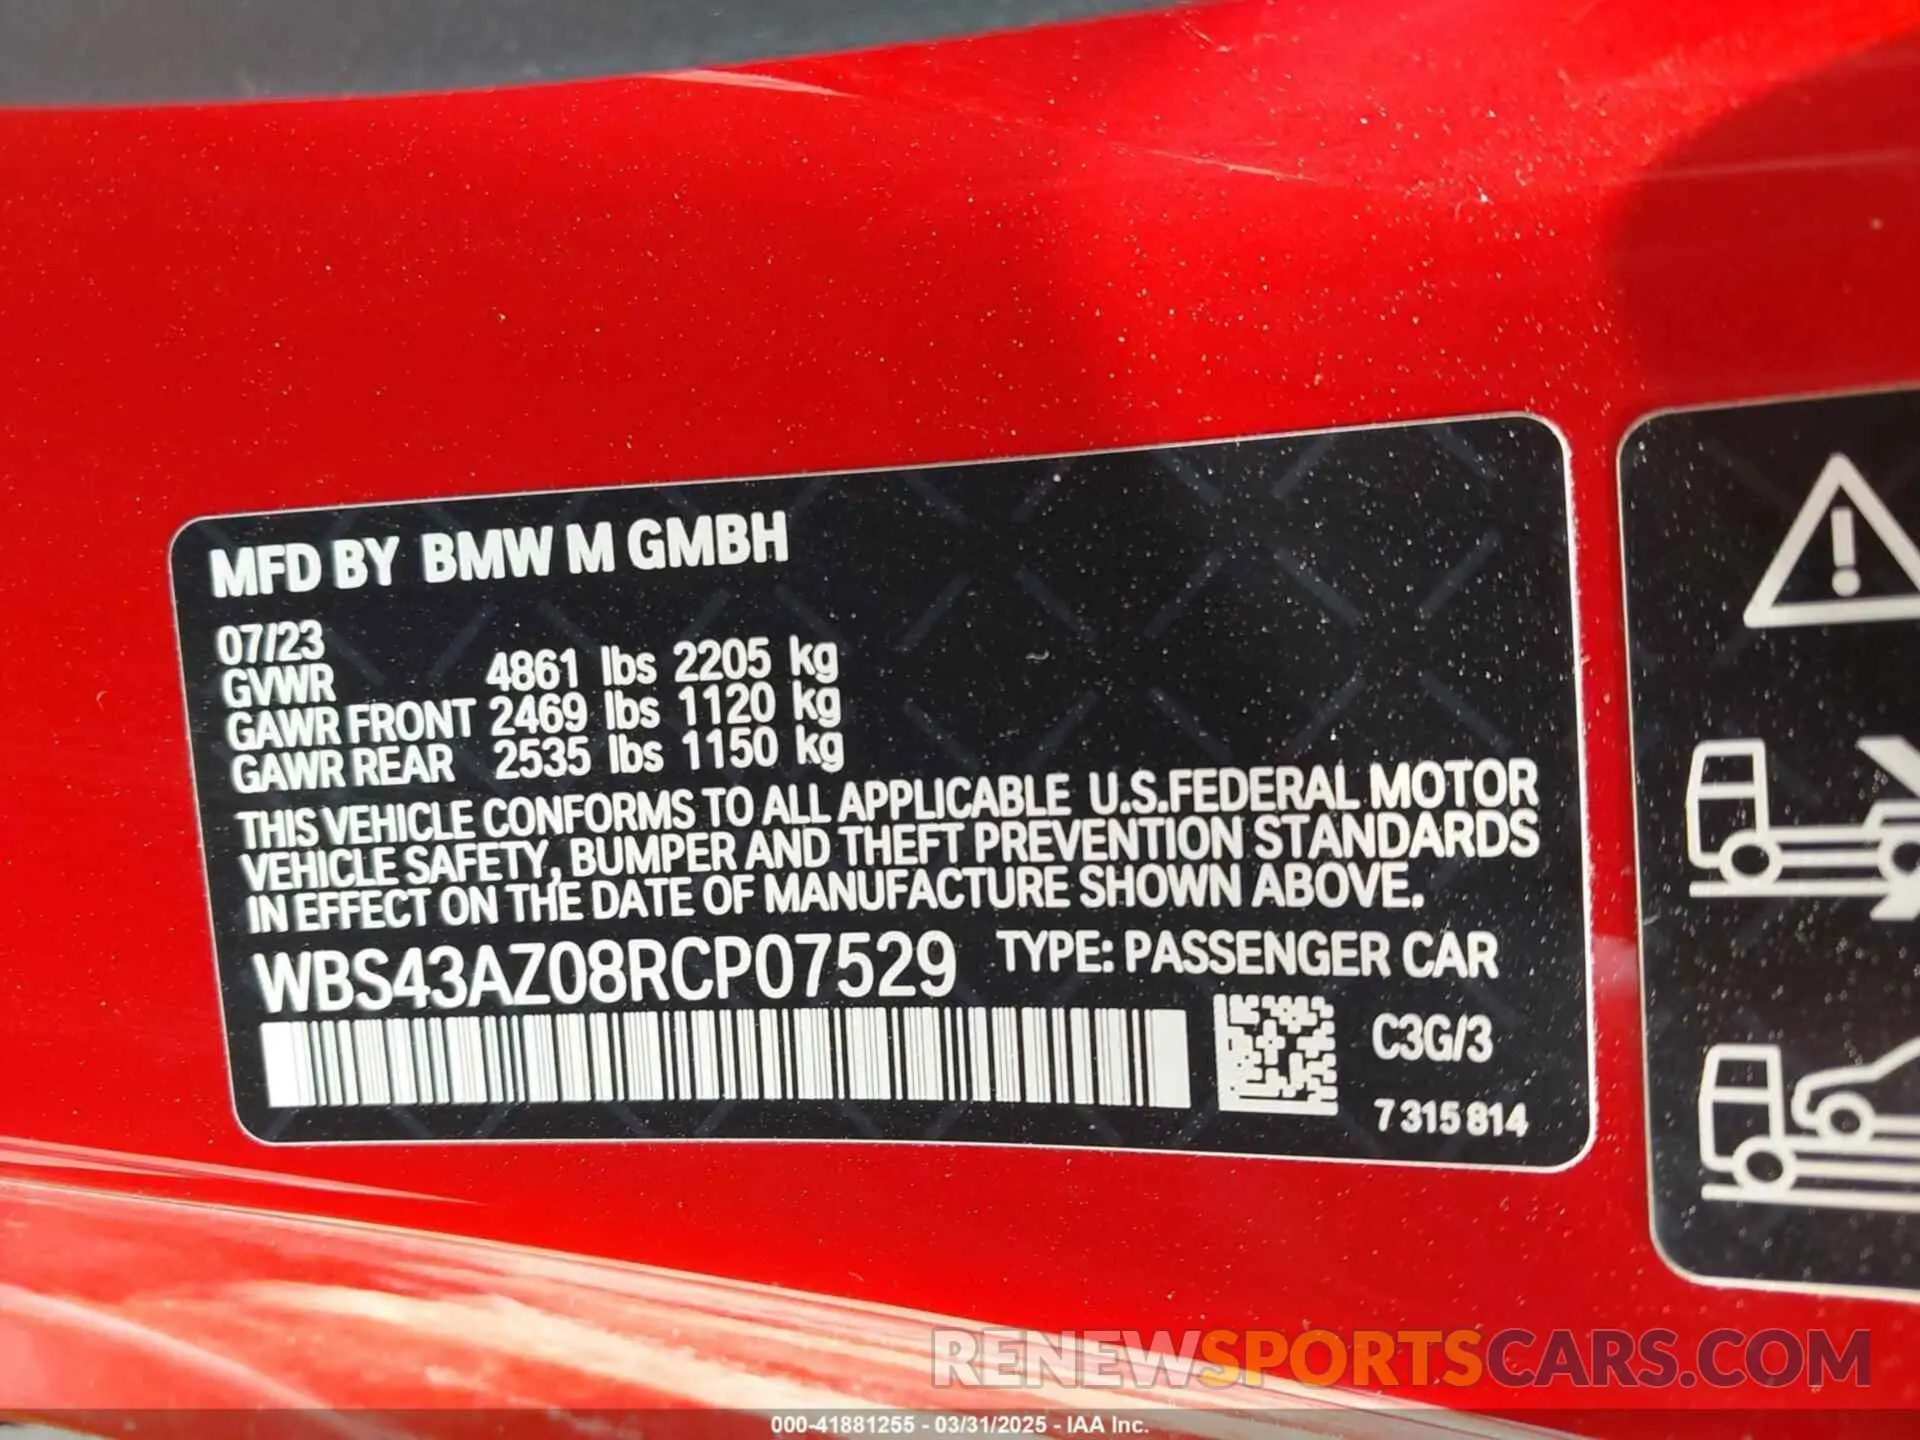 MFD BY BMW M GMBH
07/23
GVWR 4861 lbs 2205 kg
GAWR FRONT 2469 lbs 1120 kg
GAWR REAR 2535 lbs 1150 kg
THIS VEHICLE CONFORMS TO ALL APPLICABLE U.S.FEDERAL MOTOR
VEHICLE SAFETY, BUMPER AND THEFT PREVENTION STANDARDS
IN EFFECT ON THE DATE OF MANUFACTURE SHOWN ABOVE.
WBS43AZ08RCP07529 TYPE: PASSENGER CAR
C3G/3
7 315 814
RENEWSPORTSCARS.COM
000-41881255 - 03/31/2025 - IAA Inc.